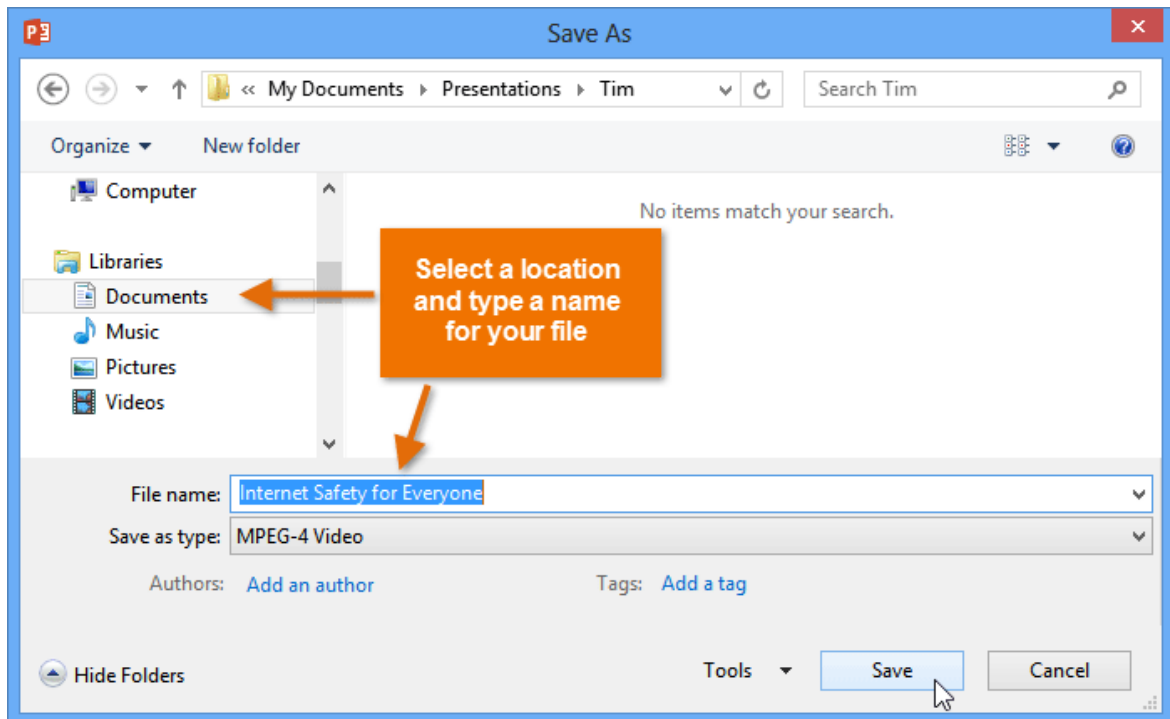 Save As
« My Documents Presentations Tim
Search Tim
Organize New folder
Computer
No items match your search.
Libraries
Documents
Music
Pictures
Videos
Select a location
and type a name
for your file
File name: Internet Safety for Everyone
Save as type: MPEG-4 Video
Authors: Add an author Tags: Add a tag
Hide Folders
Tools Save Cancel